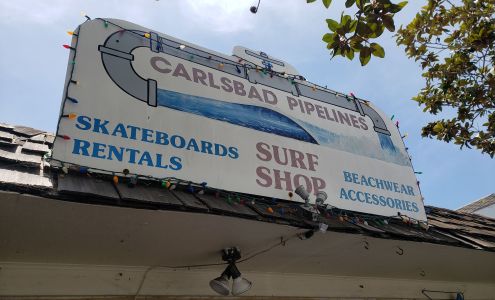 CARLSBAD PIPELINES
SKATEBOARDS
RENTALS
SURF
SHOP
BEACHWEAR
ACCESSORIES